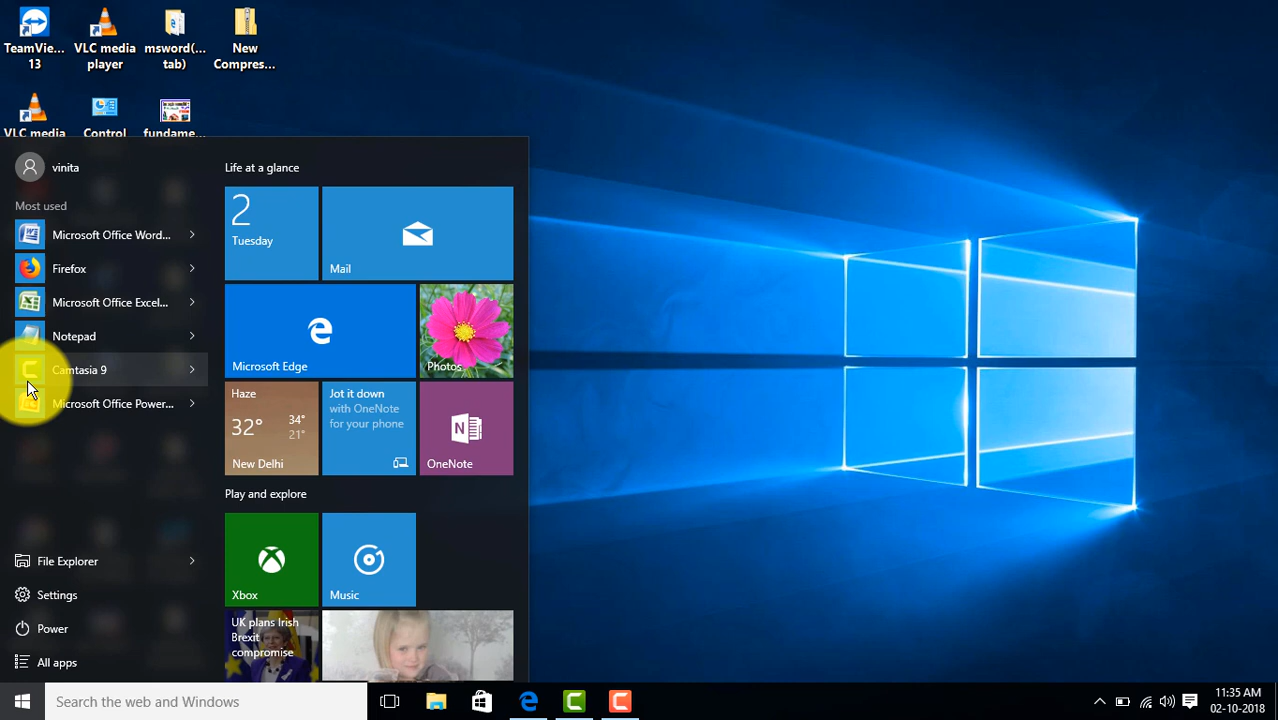 TeamView...
13
VLC media
player
msword(...
tab)
New
Compres...
VLC media
Control
fundame...
vinita
Most used
Microsoft Office Word...
Firefox
Microsoft Office Excel...
Notepad
Camtasia 9
Microsoft Office Power...
File Explorer
Settings
Power
All apps
Life at a glance
2
Tuesday
Mail
Microsoft Edge
Photos
Haze
32°
34°
21°
New Delhi
Jot it down
with OneNote
for your phone
OneNote
Play and explore
Xbox
Music
UK plans Irish
Brexit
compromise
Search the web and Windows
11:35 AM
02-10-2018